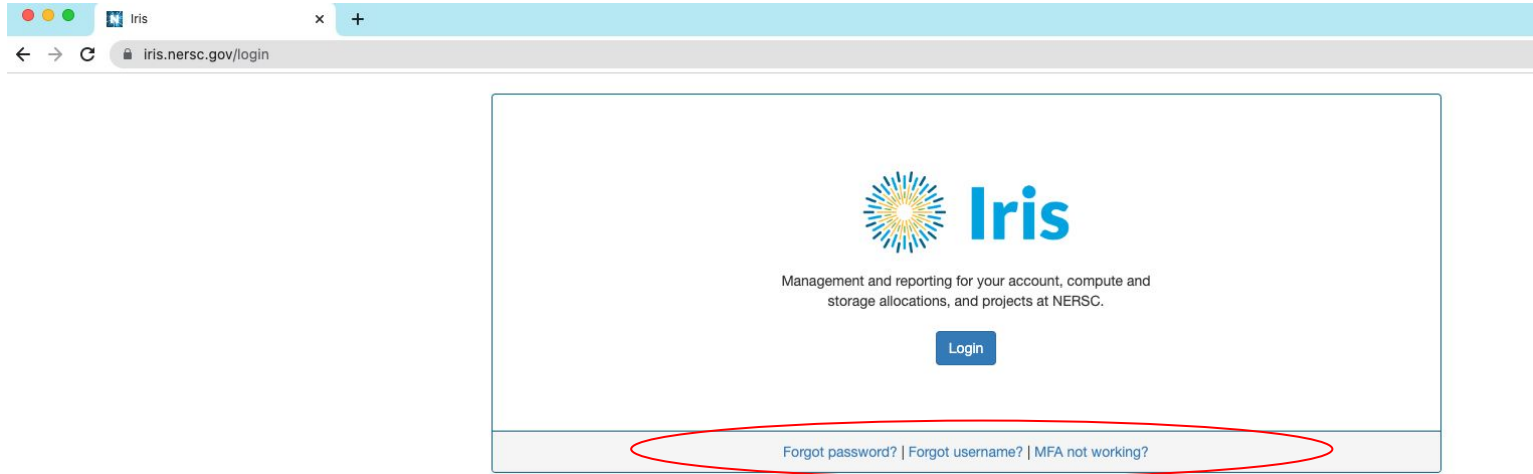 Iris
iris.nersc.gov/login
Iris
Management and reporting for your account, compute and
storage allocations, and projects at NERSC.
Login
Forgot password? | Forgot username? | MFA not working?